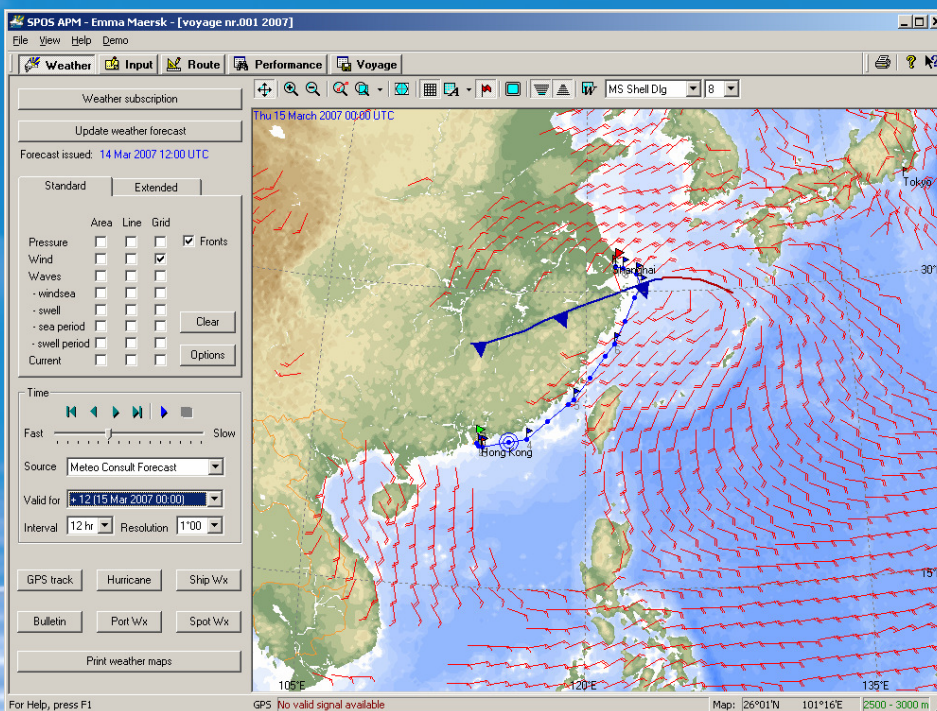 SPOS APM - Emma Maersk - [voyage nr.001 2007]
File View Help Demo
Weather Input Route Performance Voyage
MS Shell Dlg 8
Weather subscription
Update weather forecast
Forecast issued: 14 Mar 2007 12:00 UTC
Standard Extended
Area Line Grid
Pressure Fronts
Wind
Waves
- windsea
- swell
- sea period
- swell period
Current
Clear
Options
Time
Fast Slow
Source Meteo Consult Forecast
Valid for + 12 (15 Mar 2007 00:00)
Interval 12 hr Resolution 1°00
GPS track Hurricane Ship Wx
Bulletin Port Wx Spot Wx
Print weather maps
Thu 15 March 2007 00:00 UTC
Tokyo
Shanghai
30°
Hong Kong
15°
105°E 120°E 135°E
For Help, press F1 GPS No valid signal available Map: 26°01'N 101°16'E 2500 - 3000 m